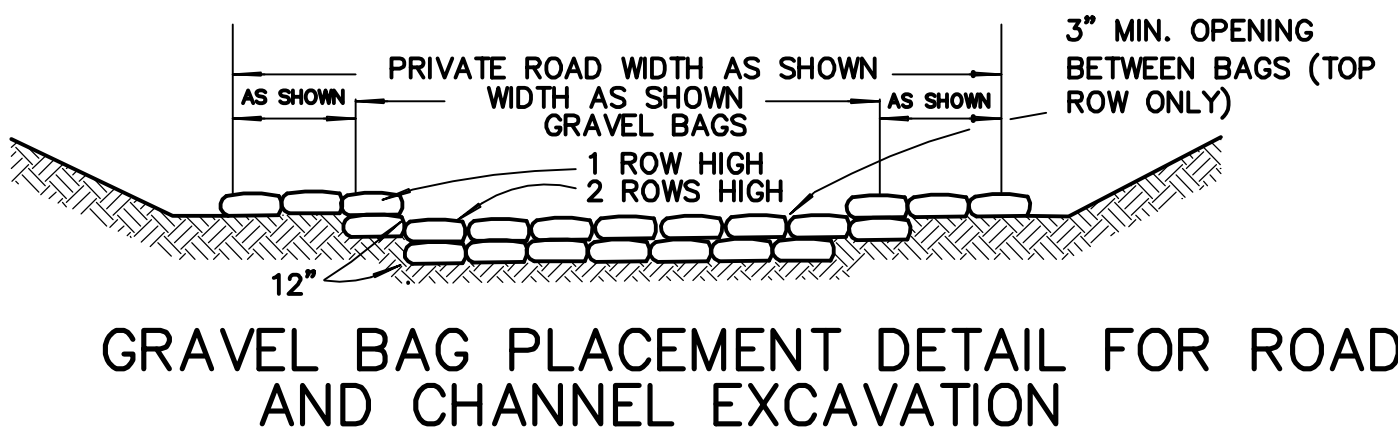 3" MIN. OPENING
BETWEEN BAGS (TOP
ROW ONLY)
PRIVATE ROAD WIDTH AS SHOWN
AS SHOWN
WIDTH AS SHOWN
AS SHOWN
GRAVEL BAGS
1 ROW HIGH
2 ROWS HIGH
12"
GRAVEL BAG PLACEMENT DETAIL FOR ROAD
AND CHANNEL EXCAVATION